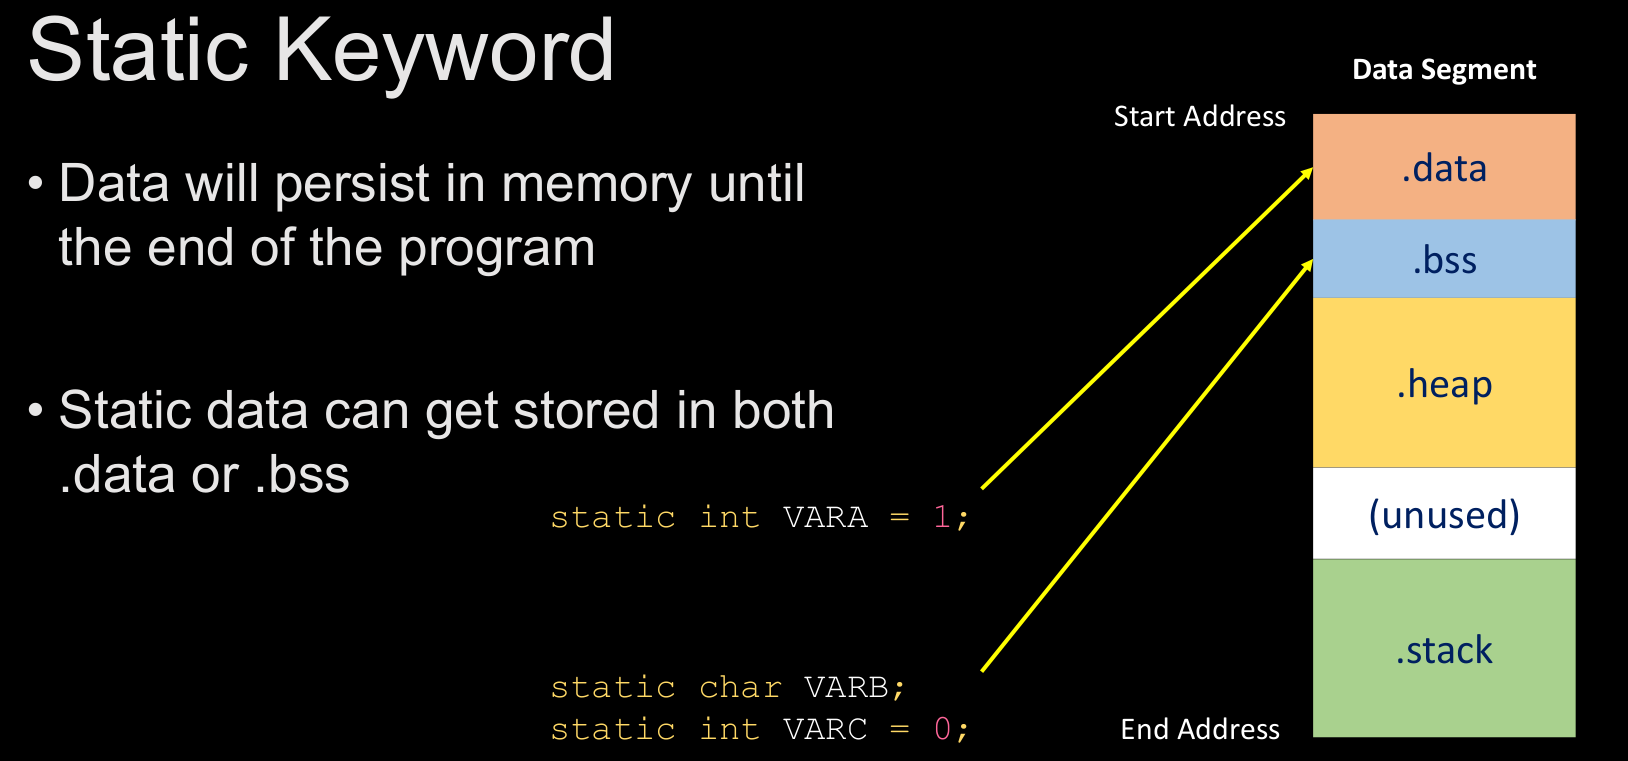 Static Keyword
• Data will persist in memory until
the end of the program
• Static data can get stored in both
.data or .bss
static int VARA = 1;
static char VARB;
static int VARC = 0;
Data Segment
Start Address
.data
.bss
.heap
(unused)
.stack
End Address